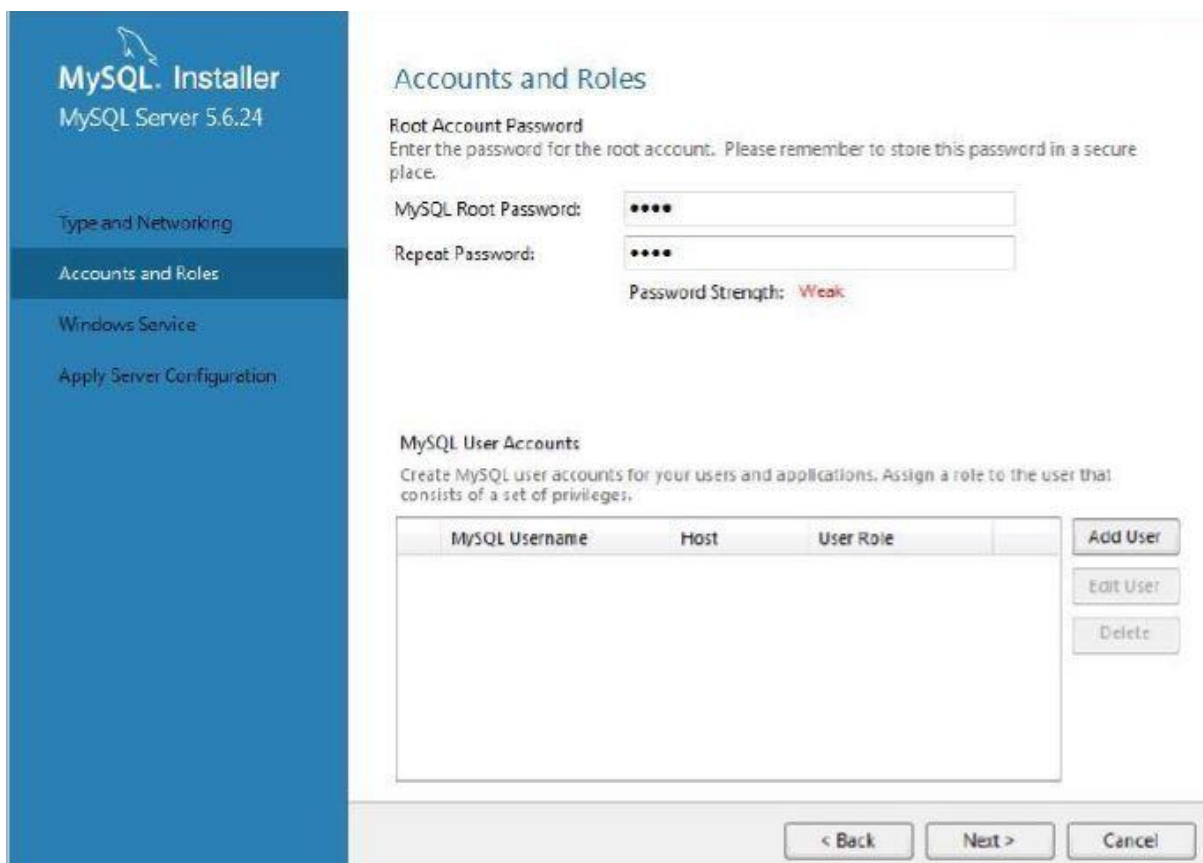 MySQL. Installer
MySQL Server 5.6.24
Type and Networking
Accounts and Roles
Windows Service
Apply Server Configuration
Accounts and Roles
Root Account Password
Enter the password for the root account. Please remember to store this password in a secure
place.
MySQL Root Password: ••••
Repeat Password: ••••
Password Strength: Weak
MySQL User Accounts
Create MySQL user accounts for your users and applications. Assign a role to the user that
consists of a set of privileges.
MySQL Username Host User Role
Add User
Edit User
Delete
< Back Next > Cancel